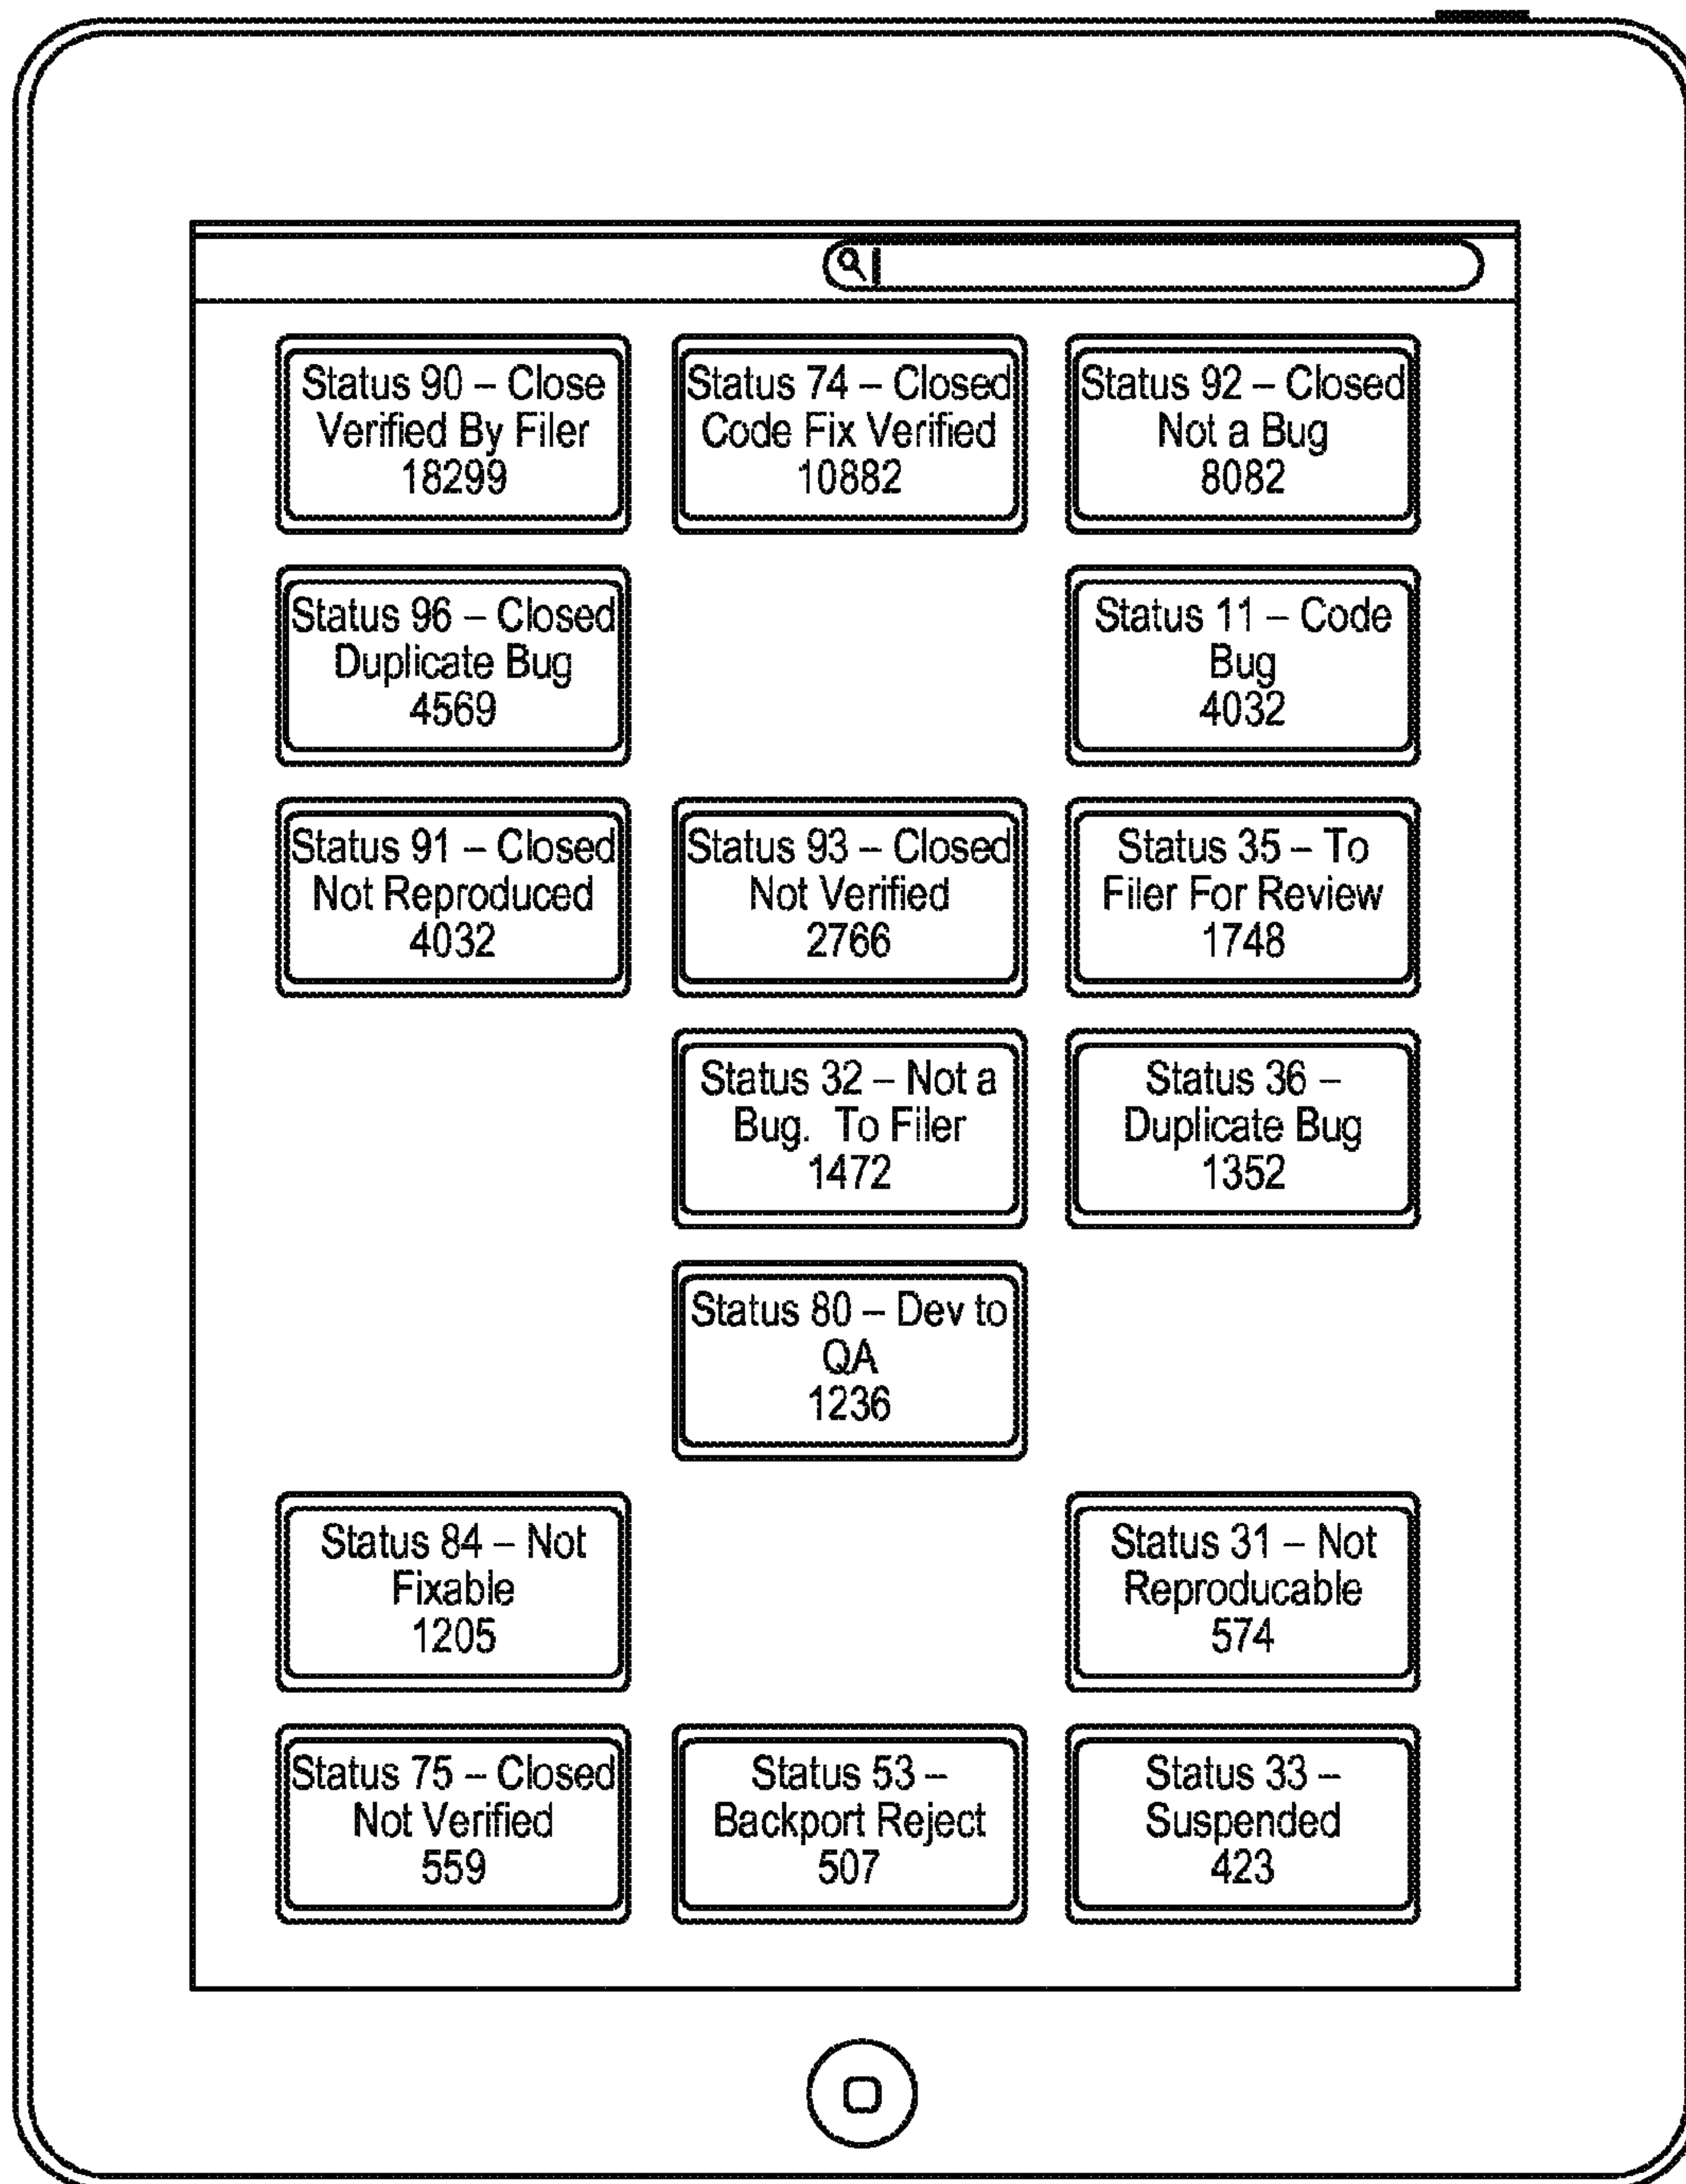 Status 90 – Close
Verified By Filer
18299
Status 74 – Closed
Code Fix Verified
10882
Status 92 – Closed
Not a Bug
8082
Status 96 – Closed
Duplicate Bug
4569
Status 11 – Code
Bug
4032
Status 91 – Closed
Not Reproduced
4032
Status 93 – Closed
Not Verified
2766
Status 35 – To
Filer For Review
1748
Status 32 – Not a
Bug. To Filer
1472
Status 36 –
Duplicate Bug
1352
Status 80 – Dev to
QA
1236
Status 84 – Not
Fixable
1205
Status 31 – Not
Reproducable
574
Status 75 – Closed
Not Verified
559
Status 53 –
Backport Reject
507
Status 33 –
Suspended
423